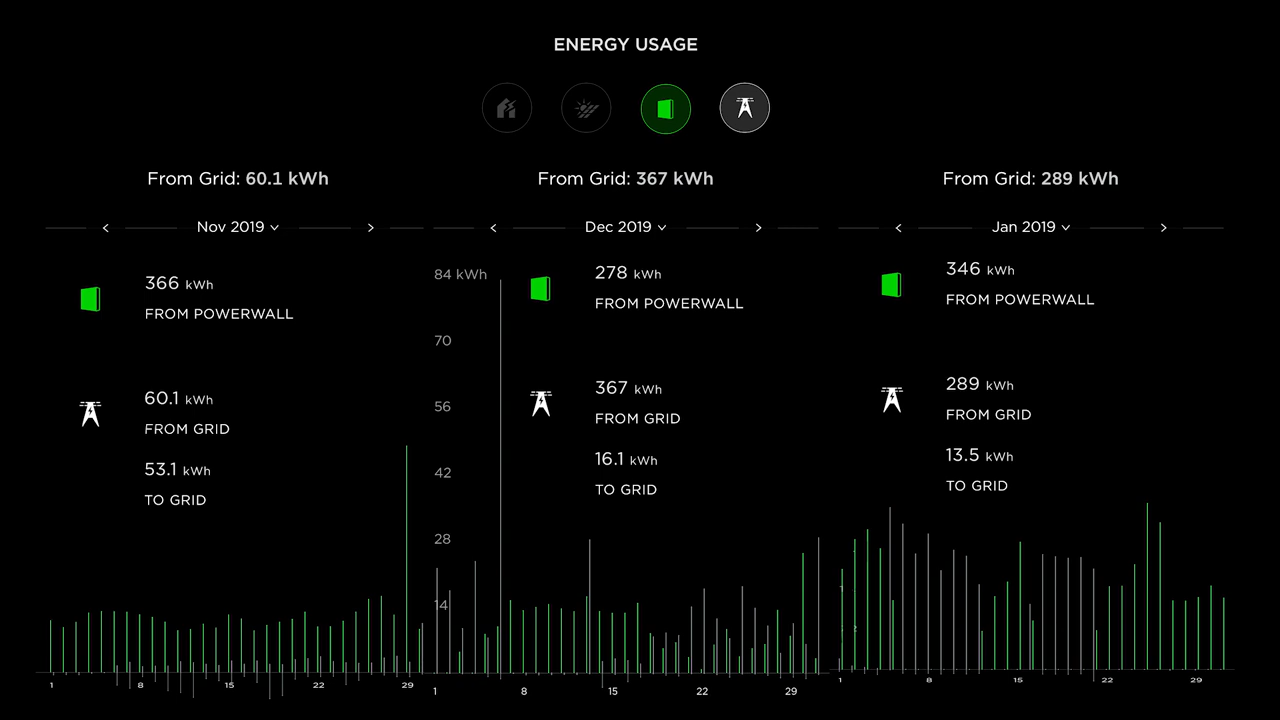 ENERGY USAGE
From Grid: 60.1 kWh
Nov 2019
366 kWh
FROM POWERWALL
60.1 kWh
FROM GRID
53.1 kWh
TO GRID
1 8 15 22 29
From Grid: 367 kWh
Dec 2019
84 kWh
70
56
42
28
14
278 kWh
FROM POWERWALL
367 kWh
FROM GRID
16.1 kWh
TO GRID
1 8 15 22 29
From Grid: 289 kWh
Jan 2019
346 kWh
FROM POWERWALL
289 kWh
FROM GRID
13.5 kWh
TO GRID
1 8 15 22 29